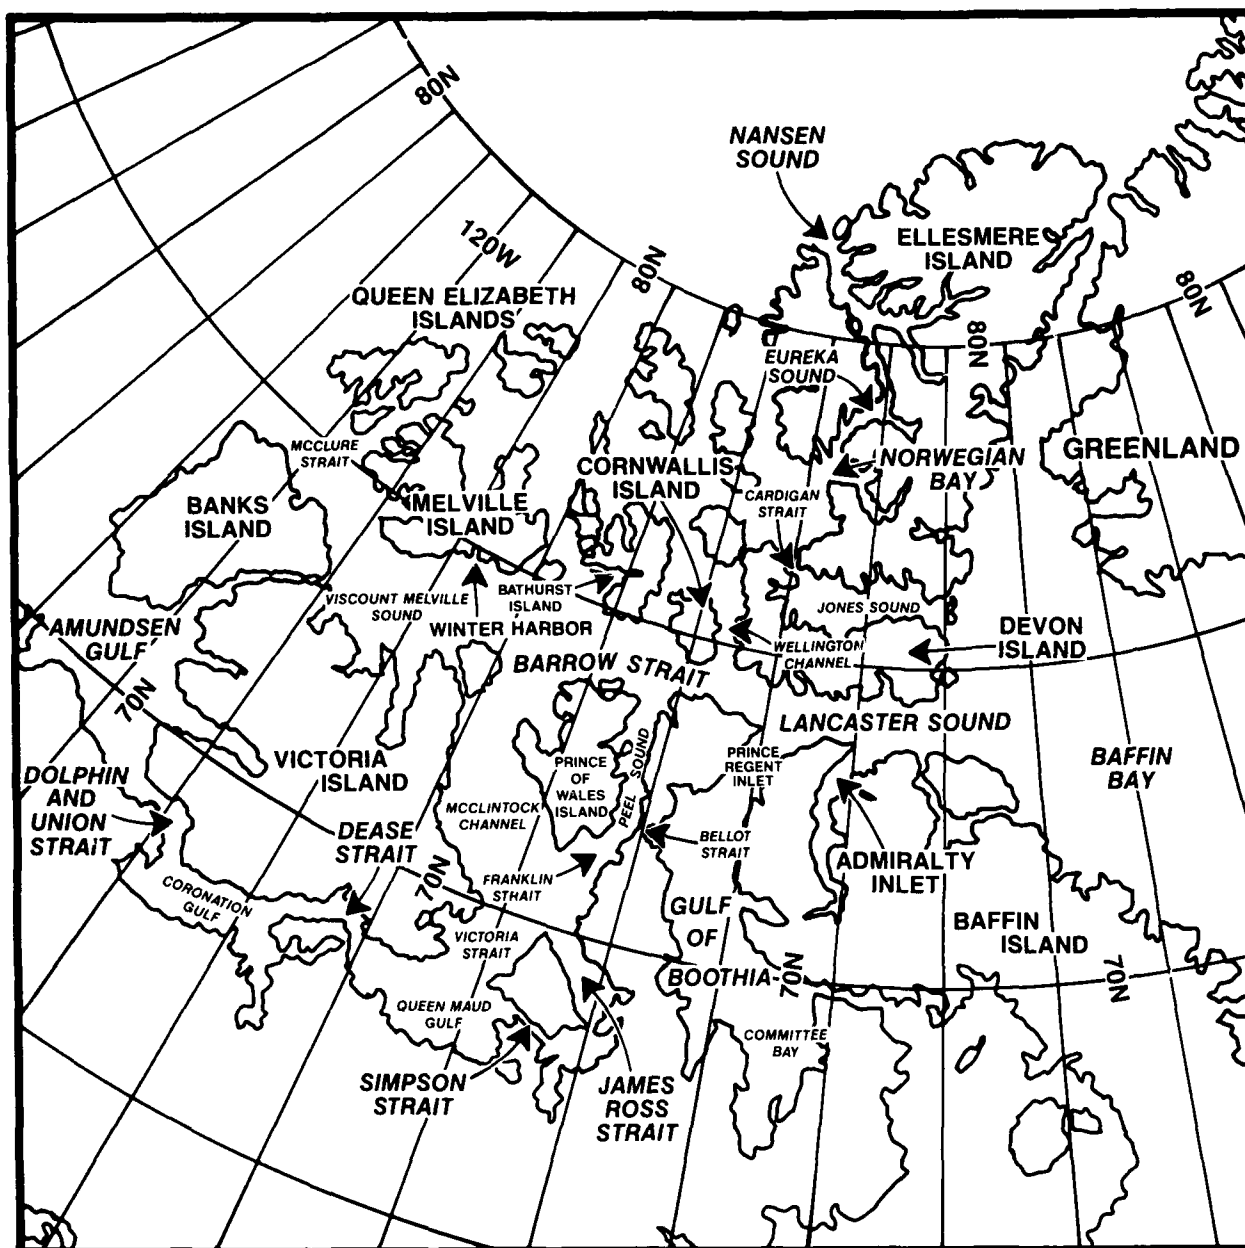 80N
NANSEN
SOUND
120W
80N
ELLESMERE
ISLAND
80N
QUEEN ELIZABETH
ISLANDS
80N
EUREKA
SOUND
MCCLURE
STRAIT
CORNWALLIS
ISLAND
NORWEGIAN
BAY
GREENLAND
BANKS
ISLAND
MELVILLE
ISLAND
CARDIGAN
STRAIT
VISCOUNT MELVILLE
SOUND
BATHURST
ISLAND
WINTER HARBOR
JONES SOUND
AMUNDSEN
GULF
DEVON
ISLAND
WELLINGTON
CHANNEL
BARROW STRAIT
70N
LANCASTER SOUND
VICTORIA
ISLAND
PRINCE
OF
WALES
ISLAND
PEEL SOUND
PRINCE
REGENT
INLET
BAFFIN
BAY
DOLPHIN
AND
UNION
STRAIT
MCCLINTOCK
CHANNEL
DEASE
STRAIT
BELLOT
STRAIT
70N
FRANKLIN
STRAIT
ADMIRALTY
INLET
CORONATION
GULF
GULF
OF
BOOTHIA
VICTORIA
STRAIT
BAFFIN
ISLAND
70N
70N
QUEEN MAUD
GULF
COMMITTEE
BAY
SIMPSON
STRAIT
JAMES
ROSS
STRAIT